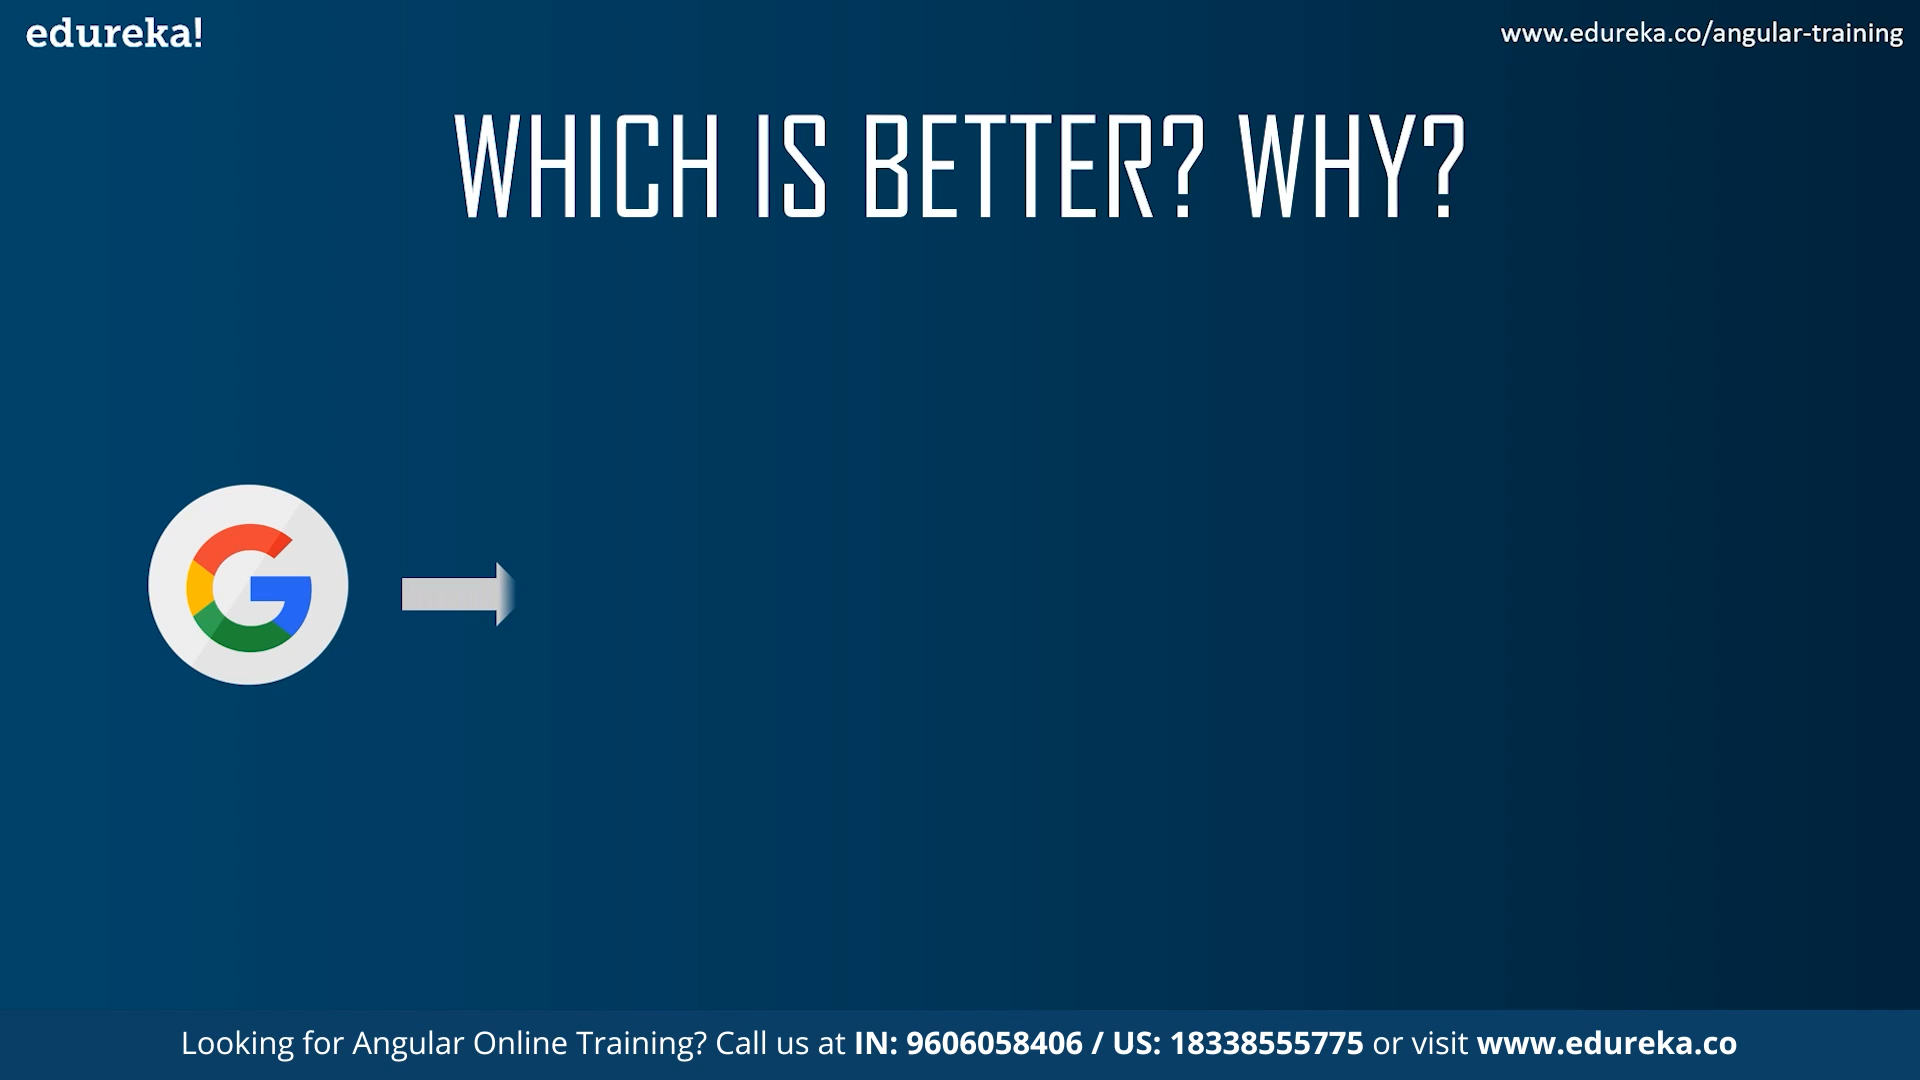 edureka!
www.edureka.co/angular-training
WHICH IS BETTER? WHY?
Looking for Angular Online Training? Call us at IN: 9606058406 / US: 18338555775 or visit www.edureka.co